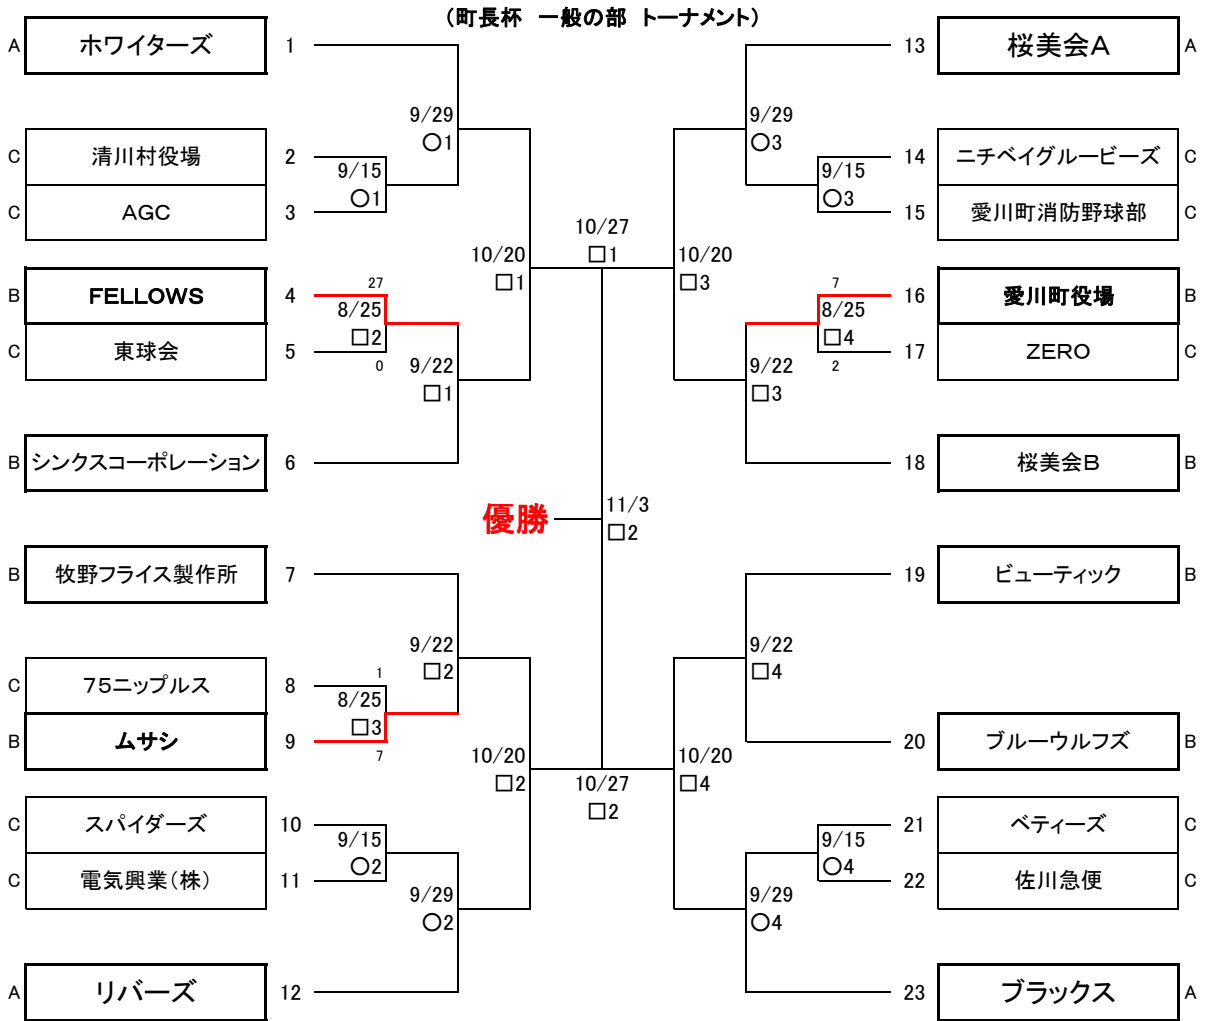 (町長杯 一般の部 トーナメント)
A ホワイターズ 1
9/29
○1
C 清川村役場 2
9/15
○1
C AGC 3
10/20
□1
B FELLOWS 4
27
8/25
□2
C 東球会 5
0
9/22
□1
B シンクスコーポレーション 6
B 牧野フライス製作所 7
9/22
□2
C 75ニップルス 8
1
8/25
□3
B ムサシ 9
7
10/20
□2
C スパイダーズ 10
9/15
○2
C 電気興業(株) 11
9/29
○2
A リバーズ 12
10/27
□1
優勝
11/3
□2
10/27
□2
13 桜美会A A
9/29
○3
14 ニチベイグルービーズ C
9/15
○3
15 愛川町消防野球部 C
10/20
□3
7
16 愛川町役場 B
8/25
□4
17 ZERO C
2
9/22
□3
18 桜美会B B
19 ビューティック B
9/22
□4
20 ブルーウルフズ B
10/20
□4
21 ベティーズ C
9/15
○4
22 佐川急便 C
9/29
○4
23 ブラックス A